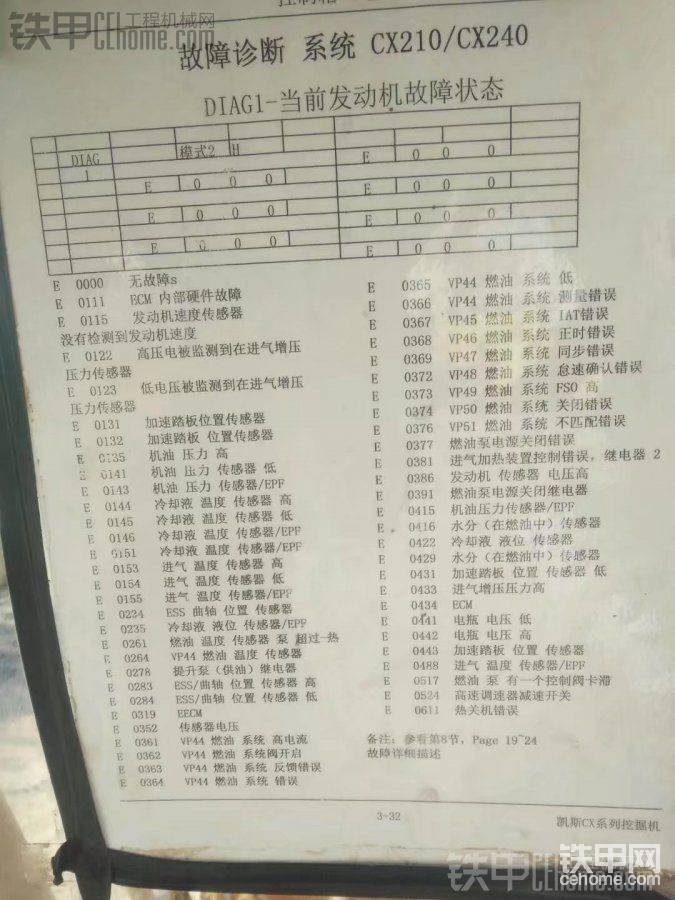 铁甲 工程机械网
CEhome.com
故障诊断 系统 CX210/CX240
DIAG1-当前发动机故障状态
DIAG 模式2 H E 0 0 0
1 E 0 0 0
E 0 0 0
E 0 0 0
E 0 0 0
E 0 0 0
E 0 0 0
E 0000 无故障s
E 0111 ECM 内部硬件故障
E 0115 发动机速度传感器
没有检测到发动机速度
E 0122 高压电被监测到在进气增压
压力传感器
E 0123 低电压被监测到在进气增压
压力传感器
E 0131 加速踏板位置传感器
E 0132 加速踏板 位置传感器
E 0135 机油 压力 高
E 0141 机油 压力 传感器 低
E 0143 机油 压力 传感器/EPF
E 0144 冷却液 温度 传感器 高
E 0145 冷却液 温度 传感器 低
E 0146 冷却液 温度 传感器/EPF
E 0151 冷却液 温度 传感器/EPF
E 0153 进气 温度 传感器 高
E 0154 进气 温度 传感器 低
E 0155 进气 温度 传感器/EPF
E 0234 ESS 曲轴 位置 传感器
E 0235 冷却液 液位 传感器/EPF
E 0261 燃油 温度 传感器 泵 超过一热
E 0264 VP44 燃油 温度 传感器
E 0278 提升泵（供油）继电器
E 0283 ESS/曲轴 位置 传感器 高
E 0284 ESS/曲轴 位置 传感器 低
E 0319 EECM
E 0352 传感器电压
E 0361 VP44 燃油 系统 高电流
E 0362 VP44 燃油 系统阀开启
E 0363 VP44 燃油 系统 反馈错误
E 0364 VP44 燃油 系统 错误
E 0365 VP44 燃油 系统 低
E 0366 VP44 燃油 系统 测量错误
E 0367 VP45 燃油 系统 IAT错误
E 0368 VP46 燃油 系统 正时错误
E 0369 VP47 燃油 系统 同步错误
E 0372 VP48 燃油 系统 怠速确认错误
E 0373 VP49 燃油 系统 FSO 高
E 0374 VP50 燃油 系统 关闭错误
E 0376 VP51 燃油 系统 不匹配错误
E 0377 燃油泵电源关闭错误
E 0381 进气加热装置控制错误，继电器 2
E 0386 发动机 传感器 电压高
E 0391 燃油泵电源关闭继电器
E 0415 机油压力传感器/EPF
E 0416 水分（在燃油中）传感器
E 0422 冷却液 液位 传感器
E 0429 水分（在燃油中）传感器
E 0431 加速踏板 位置 传感器 低
E 0433 进气增压压力高
E 0434 ECM
E 0441 电瓶 电压 低
E 0442 电瓶 电压 高
E 0443 加速踏板 位置 传感器
E 0488 进气 温度 传感器/EPF
E 0517 燃油 泵 有一个控制阀卡滞
E 0524 高速调速器减速开关
E 0611 热关机错误
备注：参看第8节，Page 19~24
故障详细描述
3-32
凯斯CX系列挖掘机
铁甲网
cehome.com